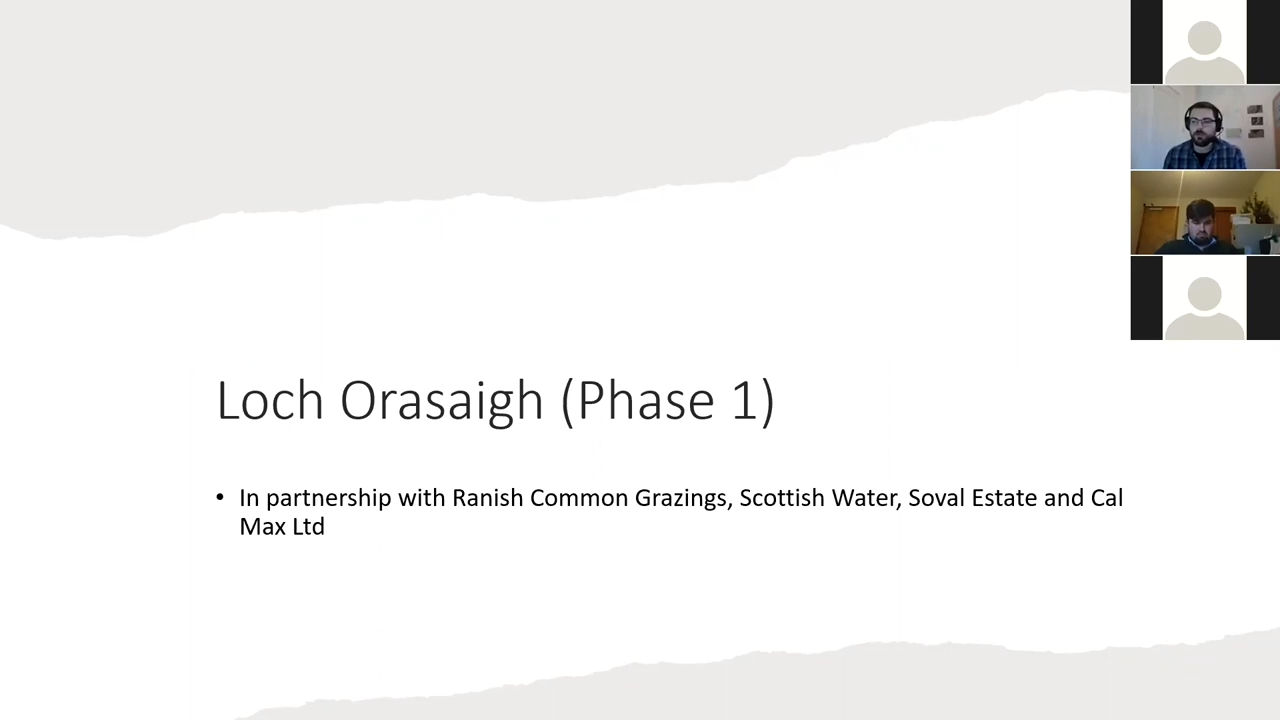 Loch Orasaigh (Phase 1)
• In partnership with Ranish Common Grazings, Scottish Water, Soval Estate and Cal
Max Ltd